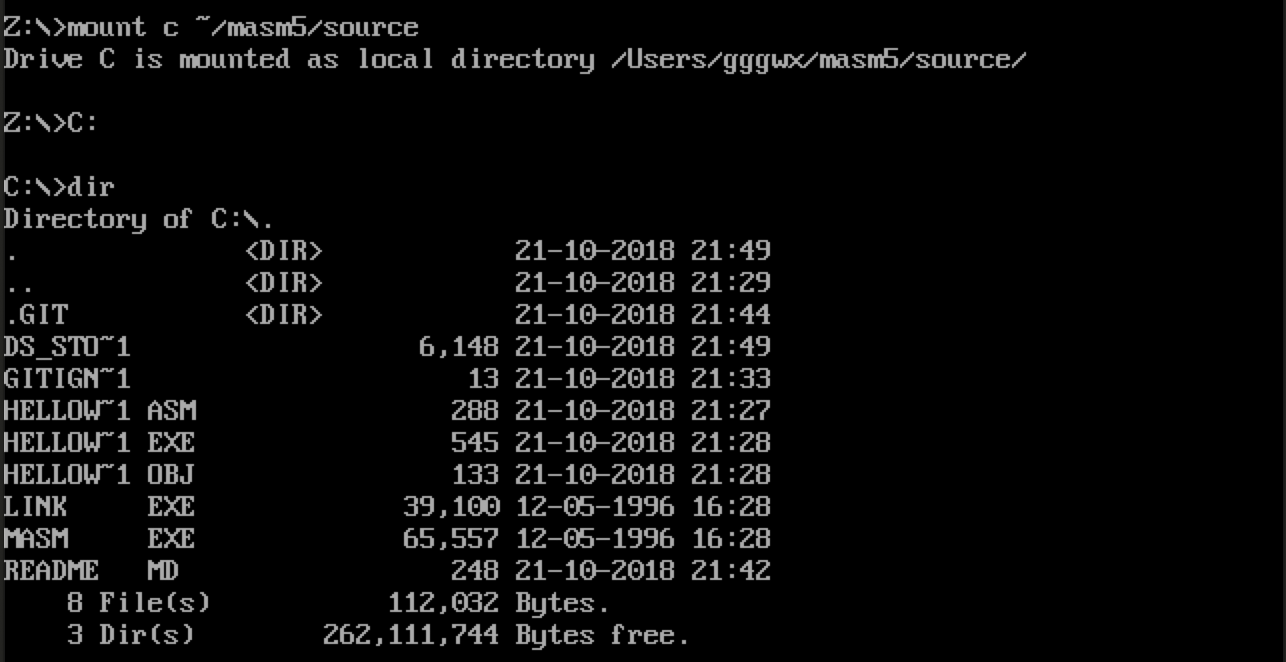 Z:\>mount c ~/masm5/source
Drive C is mounted as local directory /Users/gggwx/masm5/source/
Z:\>C:
C:\>dir
Directory of C:\.
. <DIR> 21-10-2018 21:49
.. <DIR> 21-10-2018 21:29
.GIT <DIR> 21-10-2018 21:44
DS_STO~1 6,148 21-10-2018 21:49
GITIGN~1 13 21-10-2018 21:33
HELLOW~1 ASM 288 21-10-2018 21:27
HELLOW~1 EXE 545 21-10-2018 21:28
HELLOW~1 OBJ 133 21-10-2018 21:28
LINK EXE 39,100 12-05-1996 16:28
MASM EXE 65,557 12-05-1996 16:28
README MD 248 21-10-2018 21:42
8 File(s) 112,032 Bytes.
3 Dir(s) 262,111,744 Bytes free.